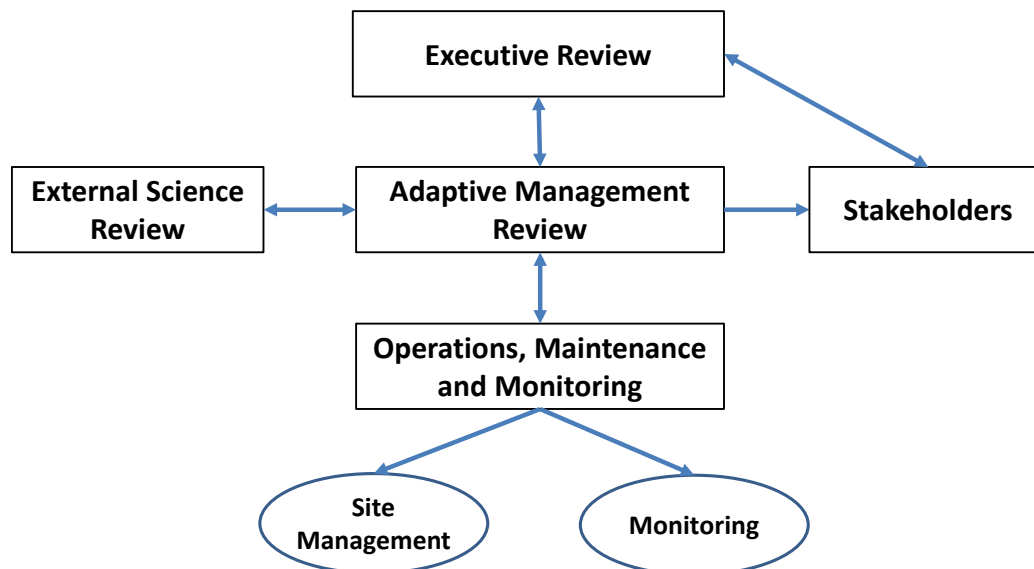 Executive Review
External Science
Review
Adaptive Management
Review
Stakeholders
Operations, Maintenance
and Monitoring
Site
Management
Monitoring